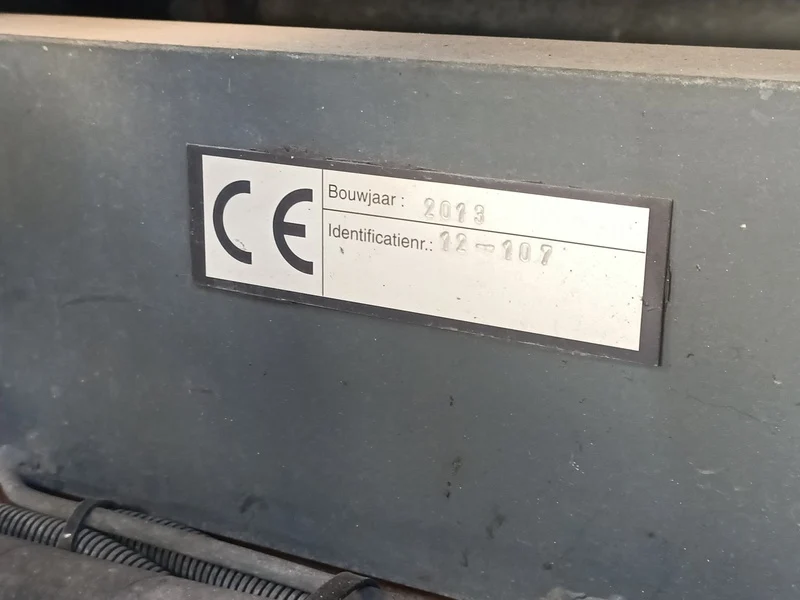 CE
Bouwjaar : 2013
Identificatienr.: 12-107